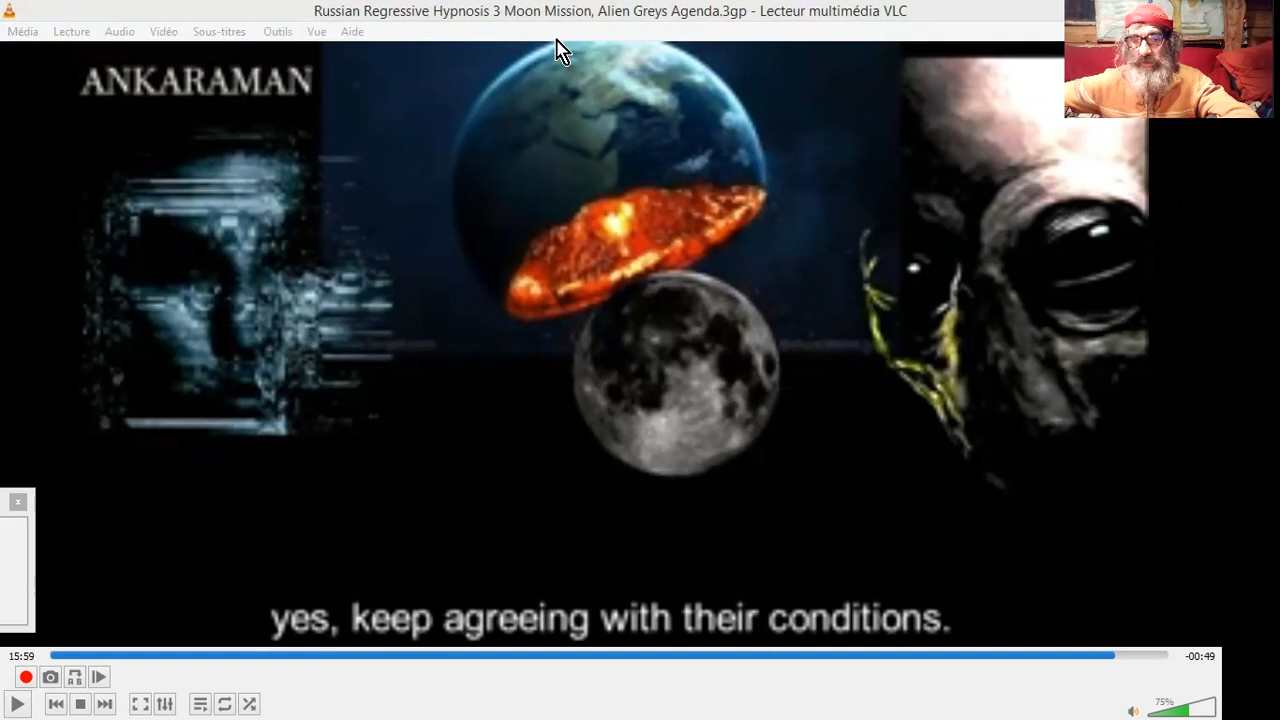 Russian Regressive Hypnosis 3 Moon Mission, Alien Greys Agenda.3gp - Lecteur multimédia VLC
Média Lecture Audio Vidéo Sous-titres Outils Vue Aide
ANKARAMAN
x
yes, keep agreeing with their conditions.
15:59 -00:49
A B
75%